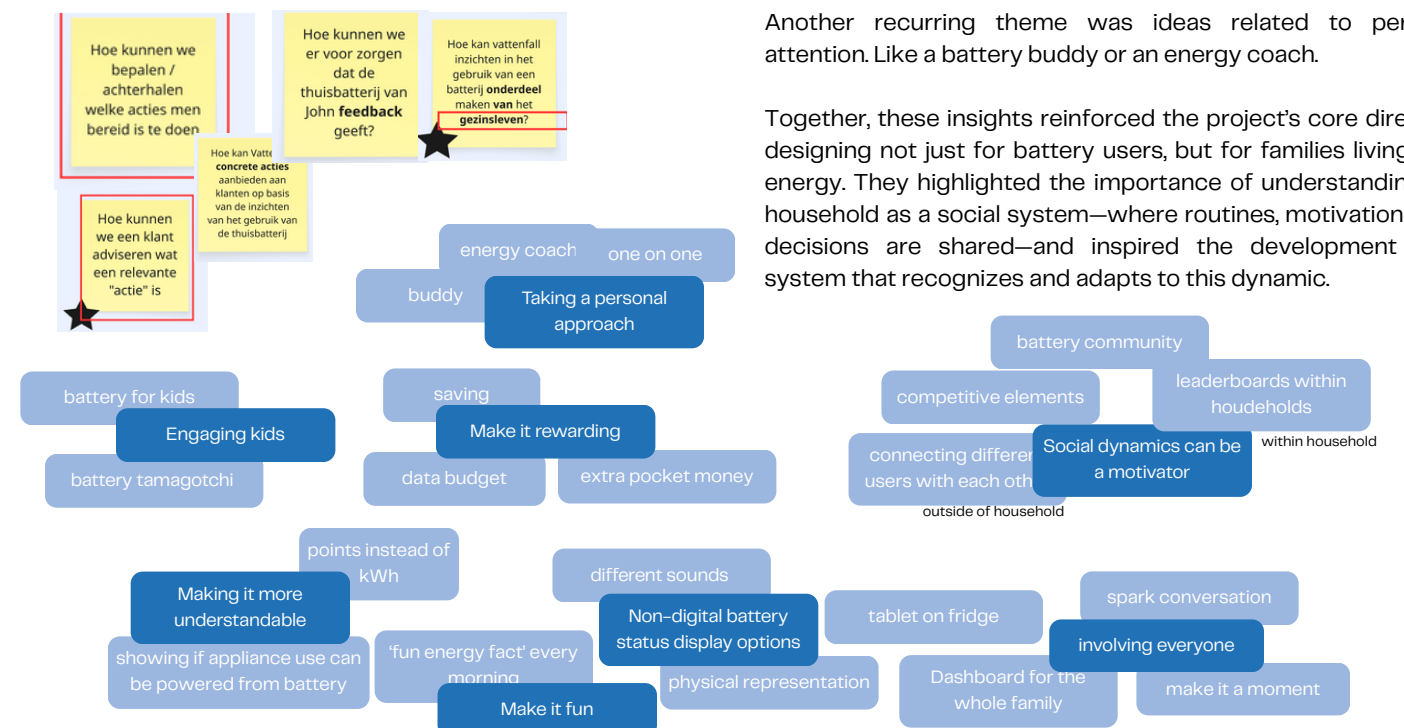 Hoe kunnen we
bepalen /
achterhalen
welke acties men
bereid is te doen
Hoe kunnen we
er voor zorgen
dat de
thuisbatterij van
John feedback
geeft?
Hoe kan vattenfall
inzichten in het
gebruik van een
batterij onderdeel
maken van het
gezinsleven?
Hoe kan
concrete acties
aanbieden aan
klanten op basis
van de inzichten
van het gebruik van
de thuisbatterij
Hoe kunnen
we een klant
adviseren wat
een relevante
"actie" is
Another recurring theme was ideas related to
attention. Like a battery buddy or an energy coach.
Together, these insights reinforced the project's core
designing not just for battery users, but for families living
energy. They highlighted the importance of understanding
household as a social system—where routines, motivation
decisions are shared—and inspired the development
system that recognizes and adapts to this dynamic.
energy coach
one on one
buddy
Taking a personal
approach
battery for kids
Engaging kids
battery tamagotchi
saving
Make it rewarding
data budget
extra pocket money
battery community
leaderboards within
houdeholds
competitive elements
within household
Social dynamics can be
a motivator
connecting
users with each
outside of household
points instead of
kWh
Making it more
understandable
showing if appliance use can
be powered from battery
'fun energy fact' every
morning
Make it fun
different sounds
Non-digital battery
status display options
physical representation
tablet on fridge
spark conversation
involving everyone
Dashboard for the
whole family
make it a moment